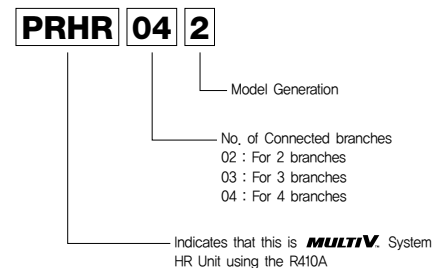 PRHR 04 2
Model Generation
No. of Connected branches
02 : For 2 branches
03 : For 3 branches
04 : For 4 branches
Indicates that this is MULTI V. System
HR Unit using the R410A